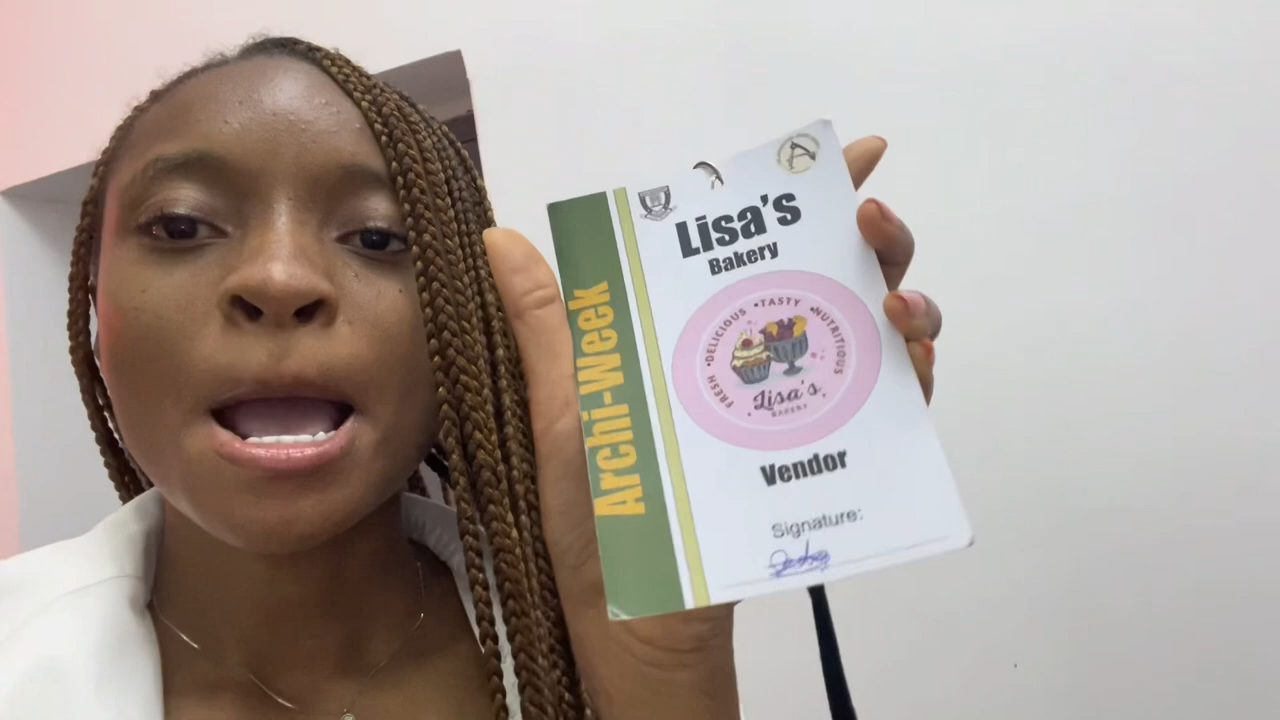 Archi-Week
Lisa's
Bakery
FRESH • DELICIOUS • TASTY • NUTRITIOUS
Lisa's
BAKERY
Vendor
Signature: